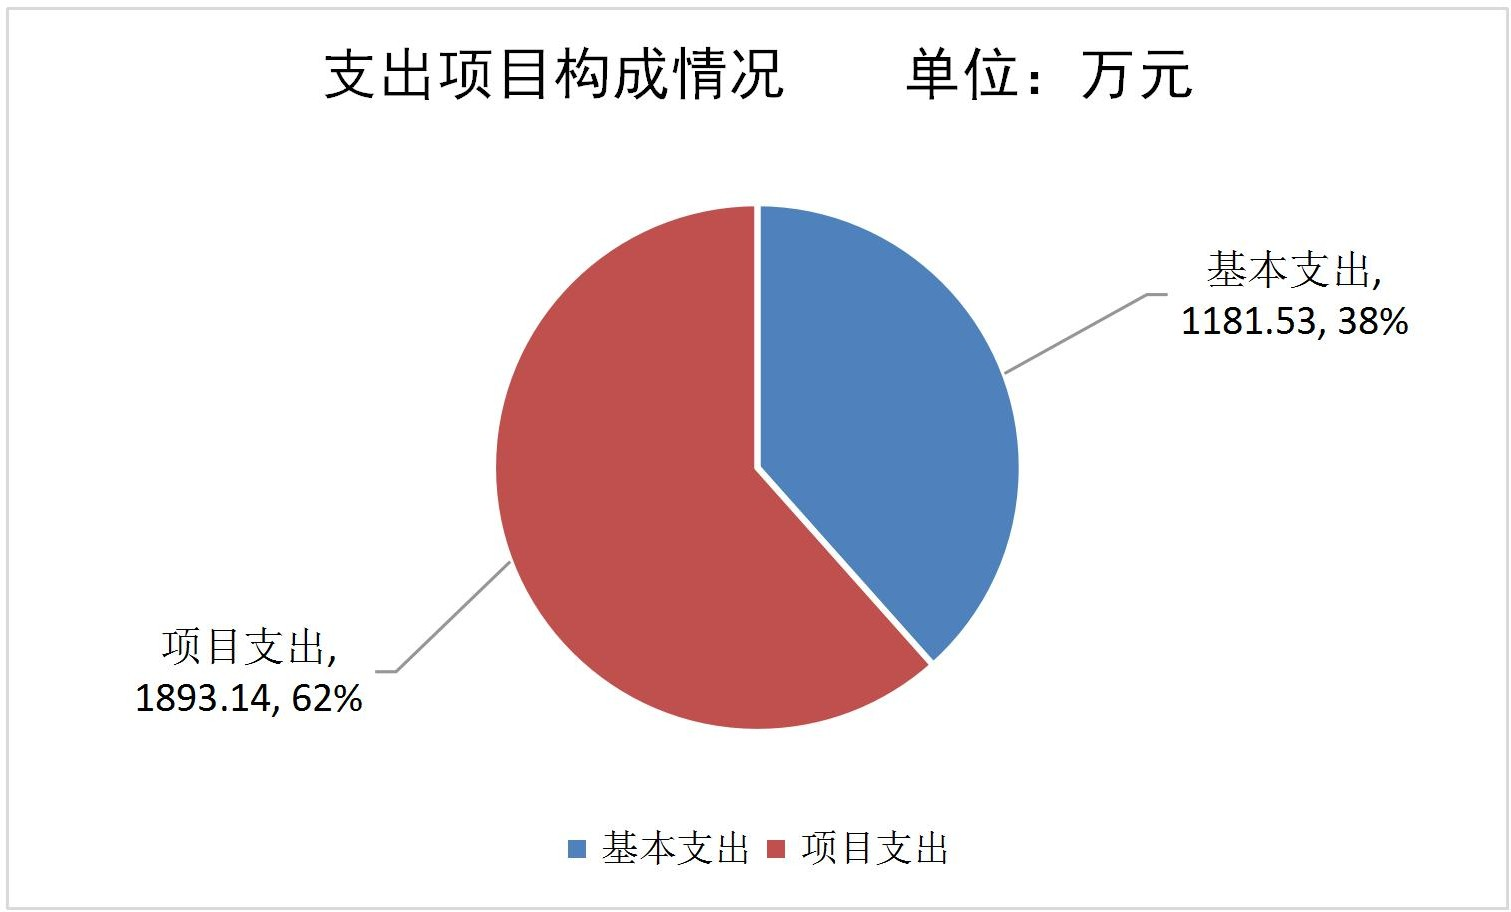 支出项目构成情况 单位：万元
基本支出,
1181.53, 38%
项目支出,
1893.14, 62%
基本支出 项目支出